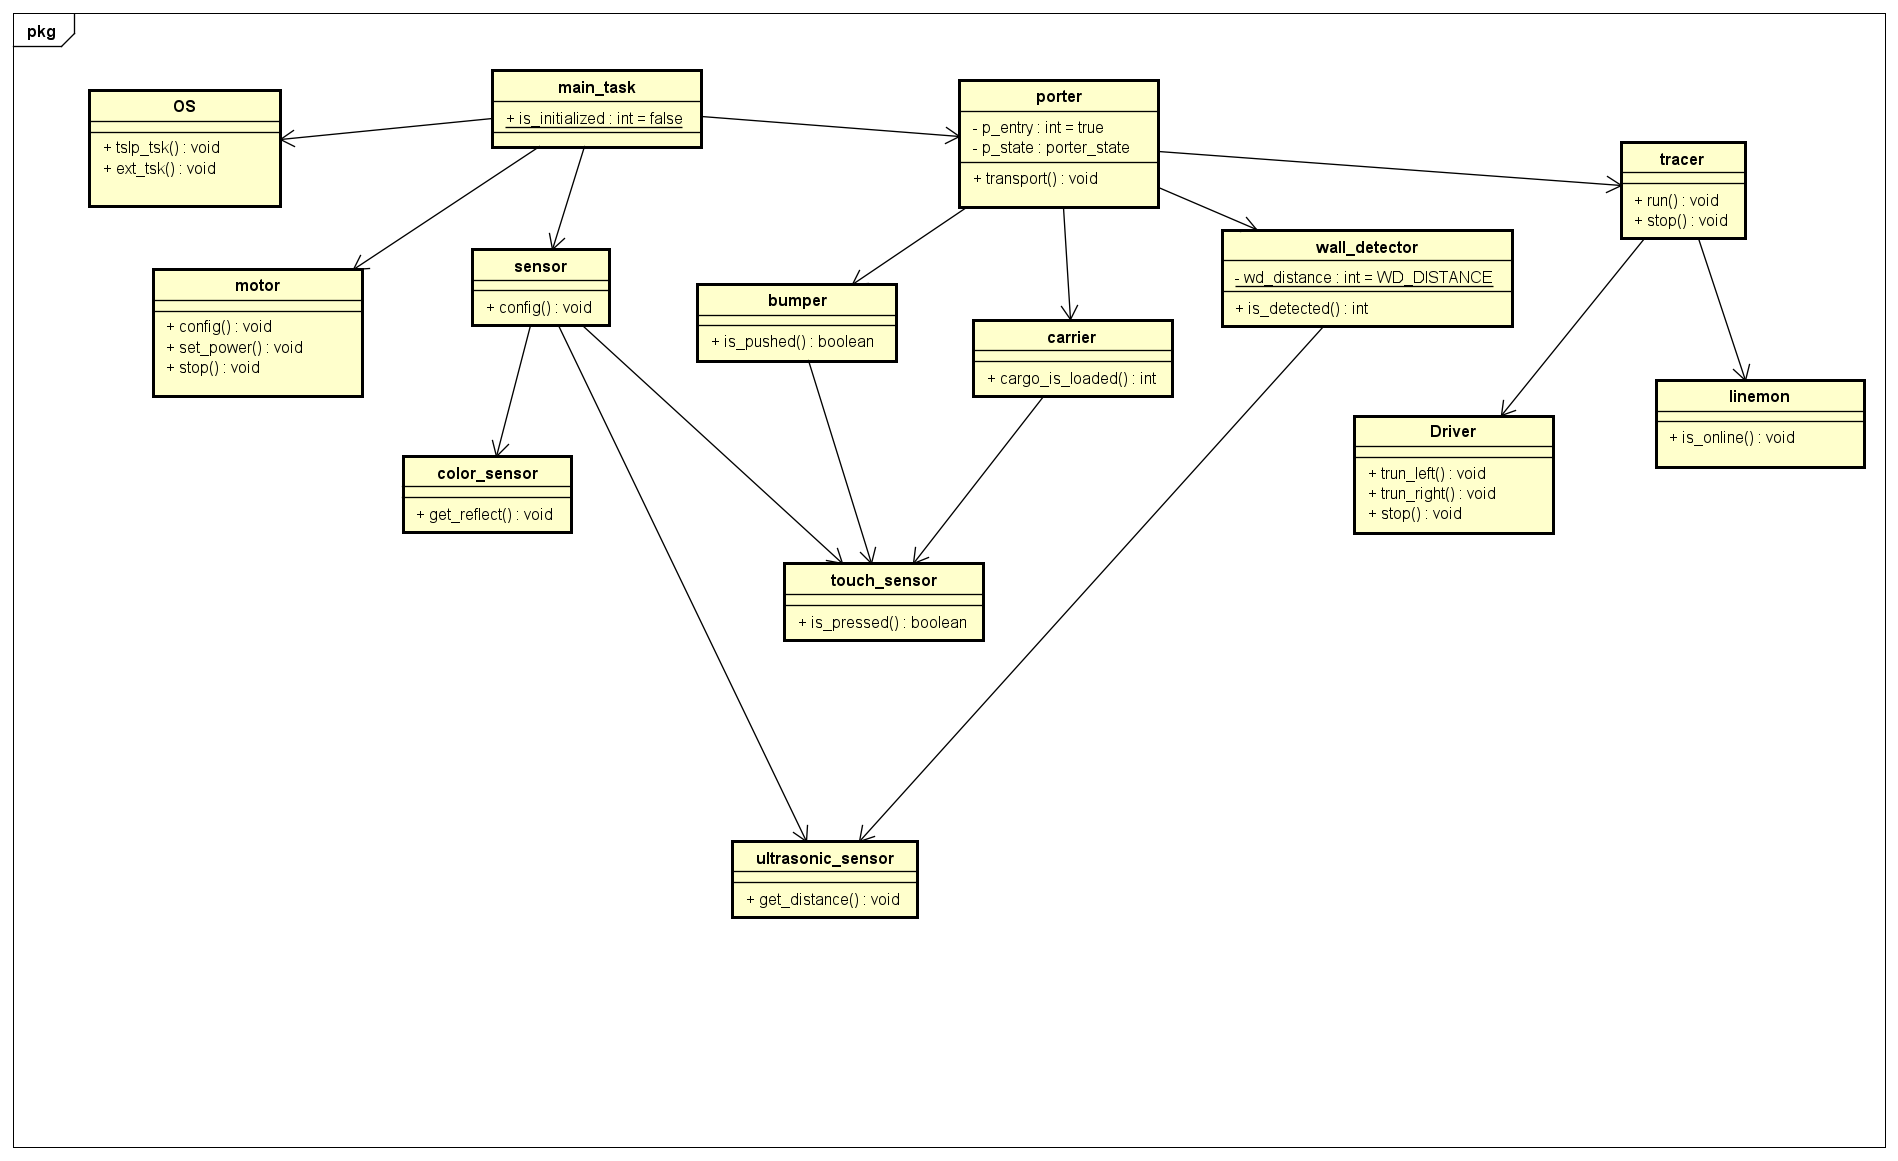 pkg
OS
+ tslp_tsk() : void
+ ext_tsk() : void
main_task
+ is_initialized : int = false
porter
- p_entry : int = true
- p_state : porter_state
+ transport() : void
tracer
+ run() : void
+ stop() : void
motor
+ config() : void
+ set_power() : void
+ stop() : void
sensor
+ config() : void
bumper
+ is_pushed() : boolean
carrier
+ cargo_is_loaded() : int
wall_detector
- wd_distance : int = WD_DISTANCE
+ is_detected() : int
Driver
+ trun_left() : void
+ trun_right() : void
+ stop() : void
linemon
+ is_online() : void
color_sensor
+ get_reflect() : void
touch_sensor
+ is_pressed() : boolean
ultrasonic_sensor
+ get_distance() : void